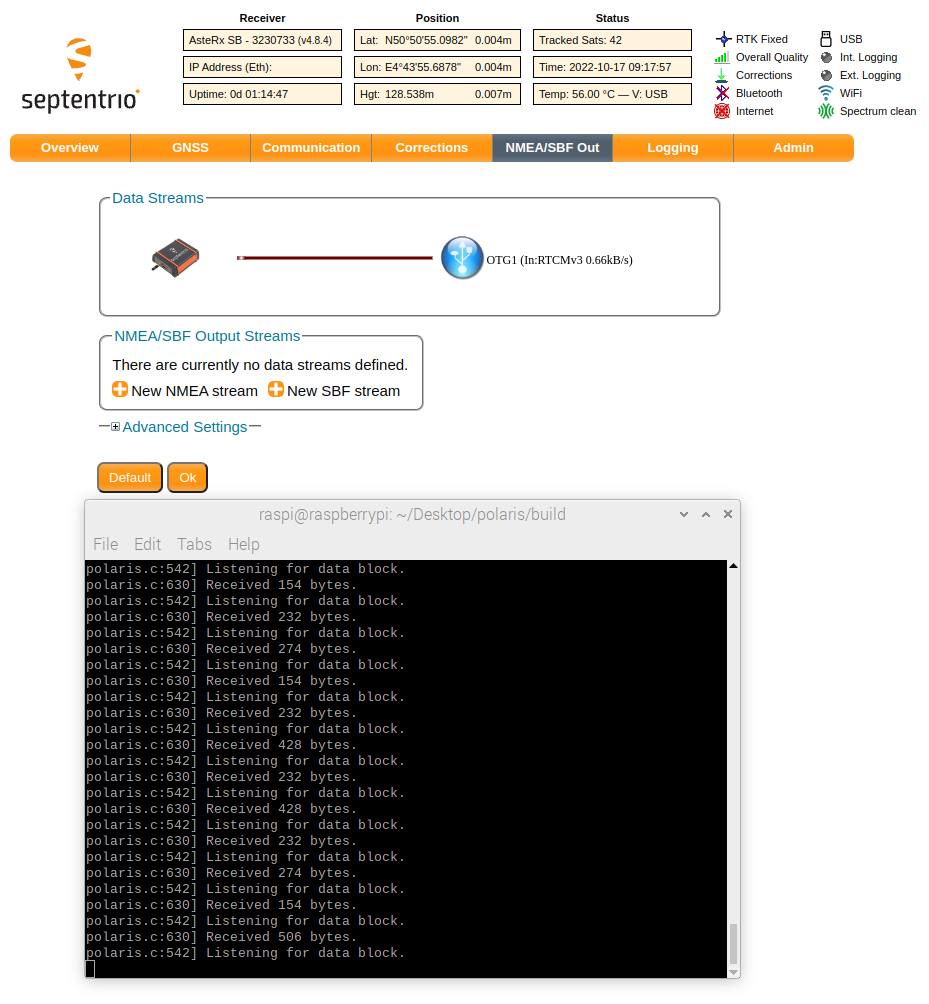 septentrio
Receiver
AsteRx SB - 3230733 (v4.8.4)
IP Address (Eth):
Uptime: 0d 01:14:47
Position
Lat: N50°50'55.0982" 0.004m
Lon: E4°43'55.6878" 0.004m
Hgt: 128.538m 0.007m
Status
Tracked Sats: 42
Time: 2022-10-17 09:17:57
Temp: 56.00 °C — V: USB
RTK Fixed
Overall Quality
Corrections
Bluetooth
Internet
USB
Int. Logging
Ext. Logging
WiFi
Spectrum clean
Overview GNSS Communication Corrections NMEA/SBF Out Logging Admin
Data Streams
OTG1 (In:RTCMv3 0.66kB/s)
NMEA/SBF Output Streams
There are currently no data streams defined.
New NMEA stream New SBF stream
Advanced Settings
Default Ok
raspi@raspberrypi: ~/Desktop/polaris/build
File Edit Tabs Help
polaris.c:542] Listening for data block.
polaris.c:630] Received 154 bytes.
polaris.c:542] Listening for data block.
polaris.c:630] Received 232 bytes.
polaris.c:542] Listening for data block.
polaris.c:630] Received 274 bytes.
polaris.c:542] Listening for data block.
polaris.c:630] Received 154 bytes.
polaris.c:542] Listening for data block.
polaris.c:630] Received 232 bytes.
polaris.c:542] Listening for data block.
polaris.c:630] Received 428 bytes.
polaris.c:542] Listening for data block.
polaris.c:630] Received 232 bytes.
polaris.c:542] Listening for data block.
polaris.c:630] Received 428 bytes.
polaris.c:542] Listening for data block.
polaris.c:630] Received 232 bytes.
polaris.c:542] Listening for data block.
polaris.c:630] Received 274 bytes.
polaris.c:542] Listening for data block.
polaris.c:630] Received 154 bytes.
polaris.c:542] Listening for data block.
polaris.c:630] Received 506 bytes.
polaris.c:542] Listening for data block.